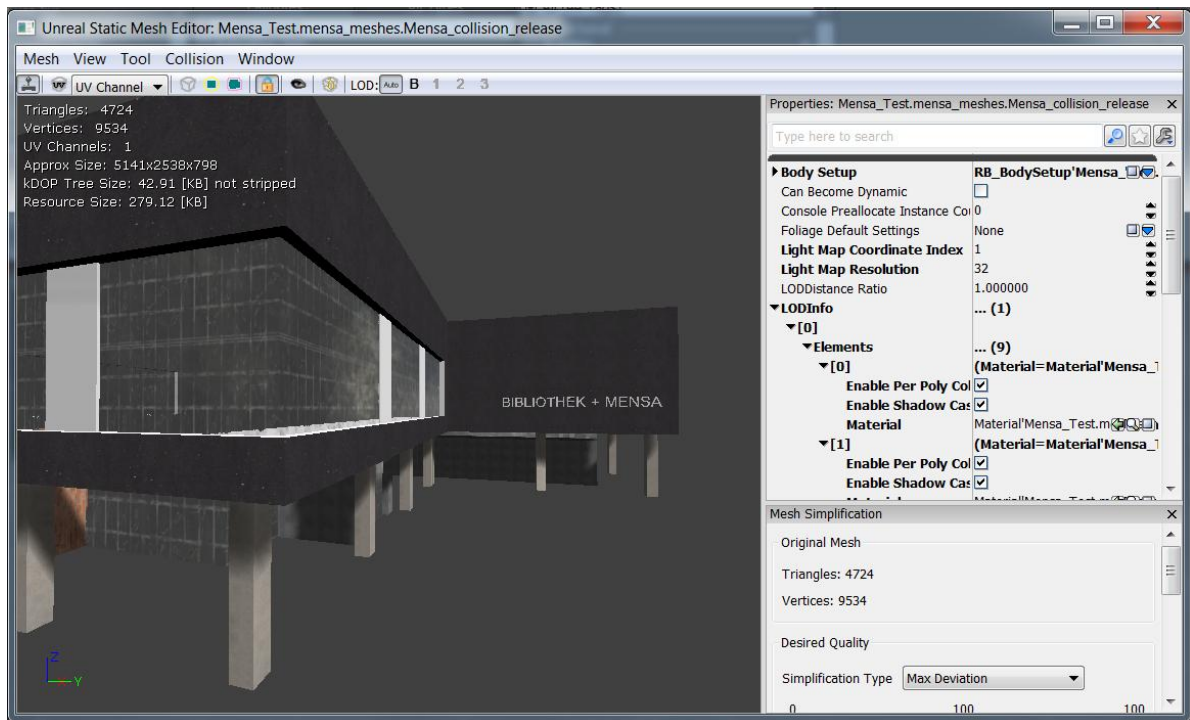 Unreal Static Mesh Editor: Mensa_Test.mensa_meshes.Mensa_collision_release
Mesh View Tool Collision Window
UV Channel LOD: Auto B 1 2 3
Triangles: 4724
Vertices: 9534
UV Channels: 1
Approx Size: 5141x2538x798
kDOP Tree Size: 42.91 [KB] not stripped
Resource Size: 279.12 [KB]
BIBLIOTHEK + MENSA
Z
Y
Properties: Mensa_Test.mensa_meshes.Mensa_collision_release
Type here to search
Body Setup RB_BodySetup'Mensa_
Can Become Dynamic
Console Preallocate Instance Cou 0
Foliage Default Settings None
Light Map Coordinate Index 1
Light Map Resolution 32
LODDistance Ratio 1.000000
LODInfo ... (1)
[0]
Elements ... (9)
[0] (Material=Material'Mensa_T
Enable Per Poly Col
Enable Shadow Cas
Material Material'Mensa_Test.m
[1] (Material=Material'Mensa_T
Enable Per Poly Col
Enable Shadow Cas
Mesh Simplification
Original Mesh
Triangles: 4724
Vertices: 9534
Desired Quality
Simplification Type Max Deviation
0 100 100